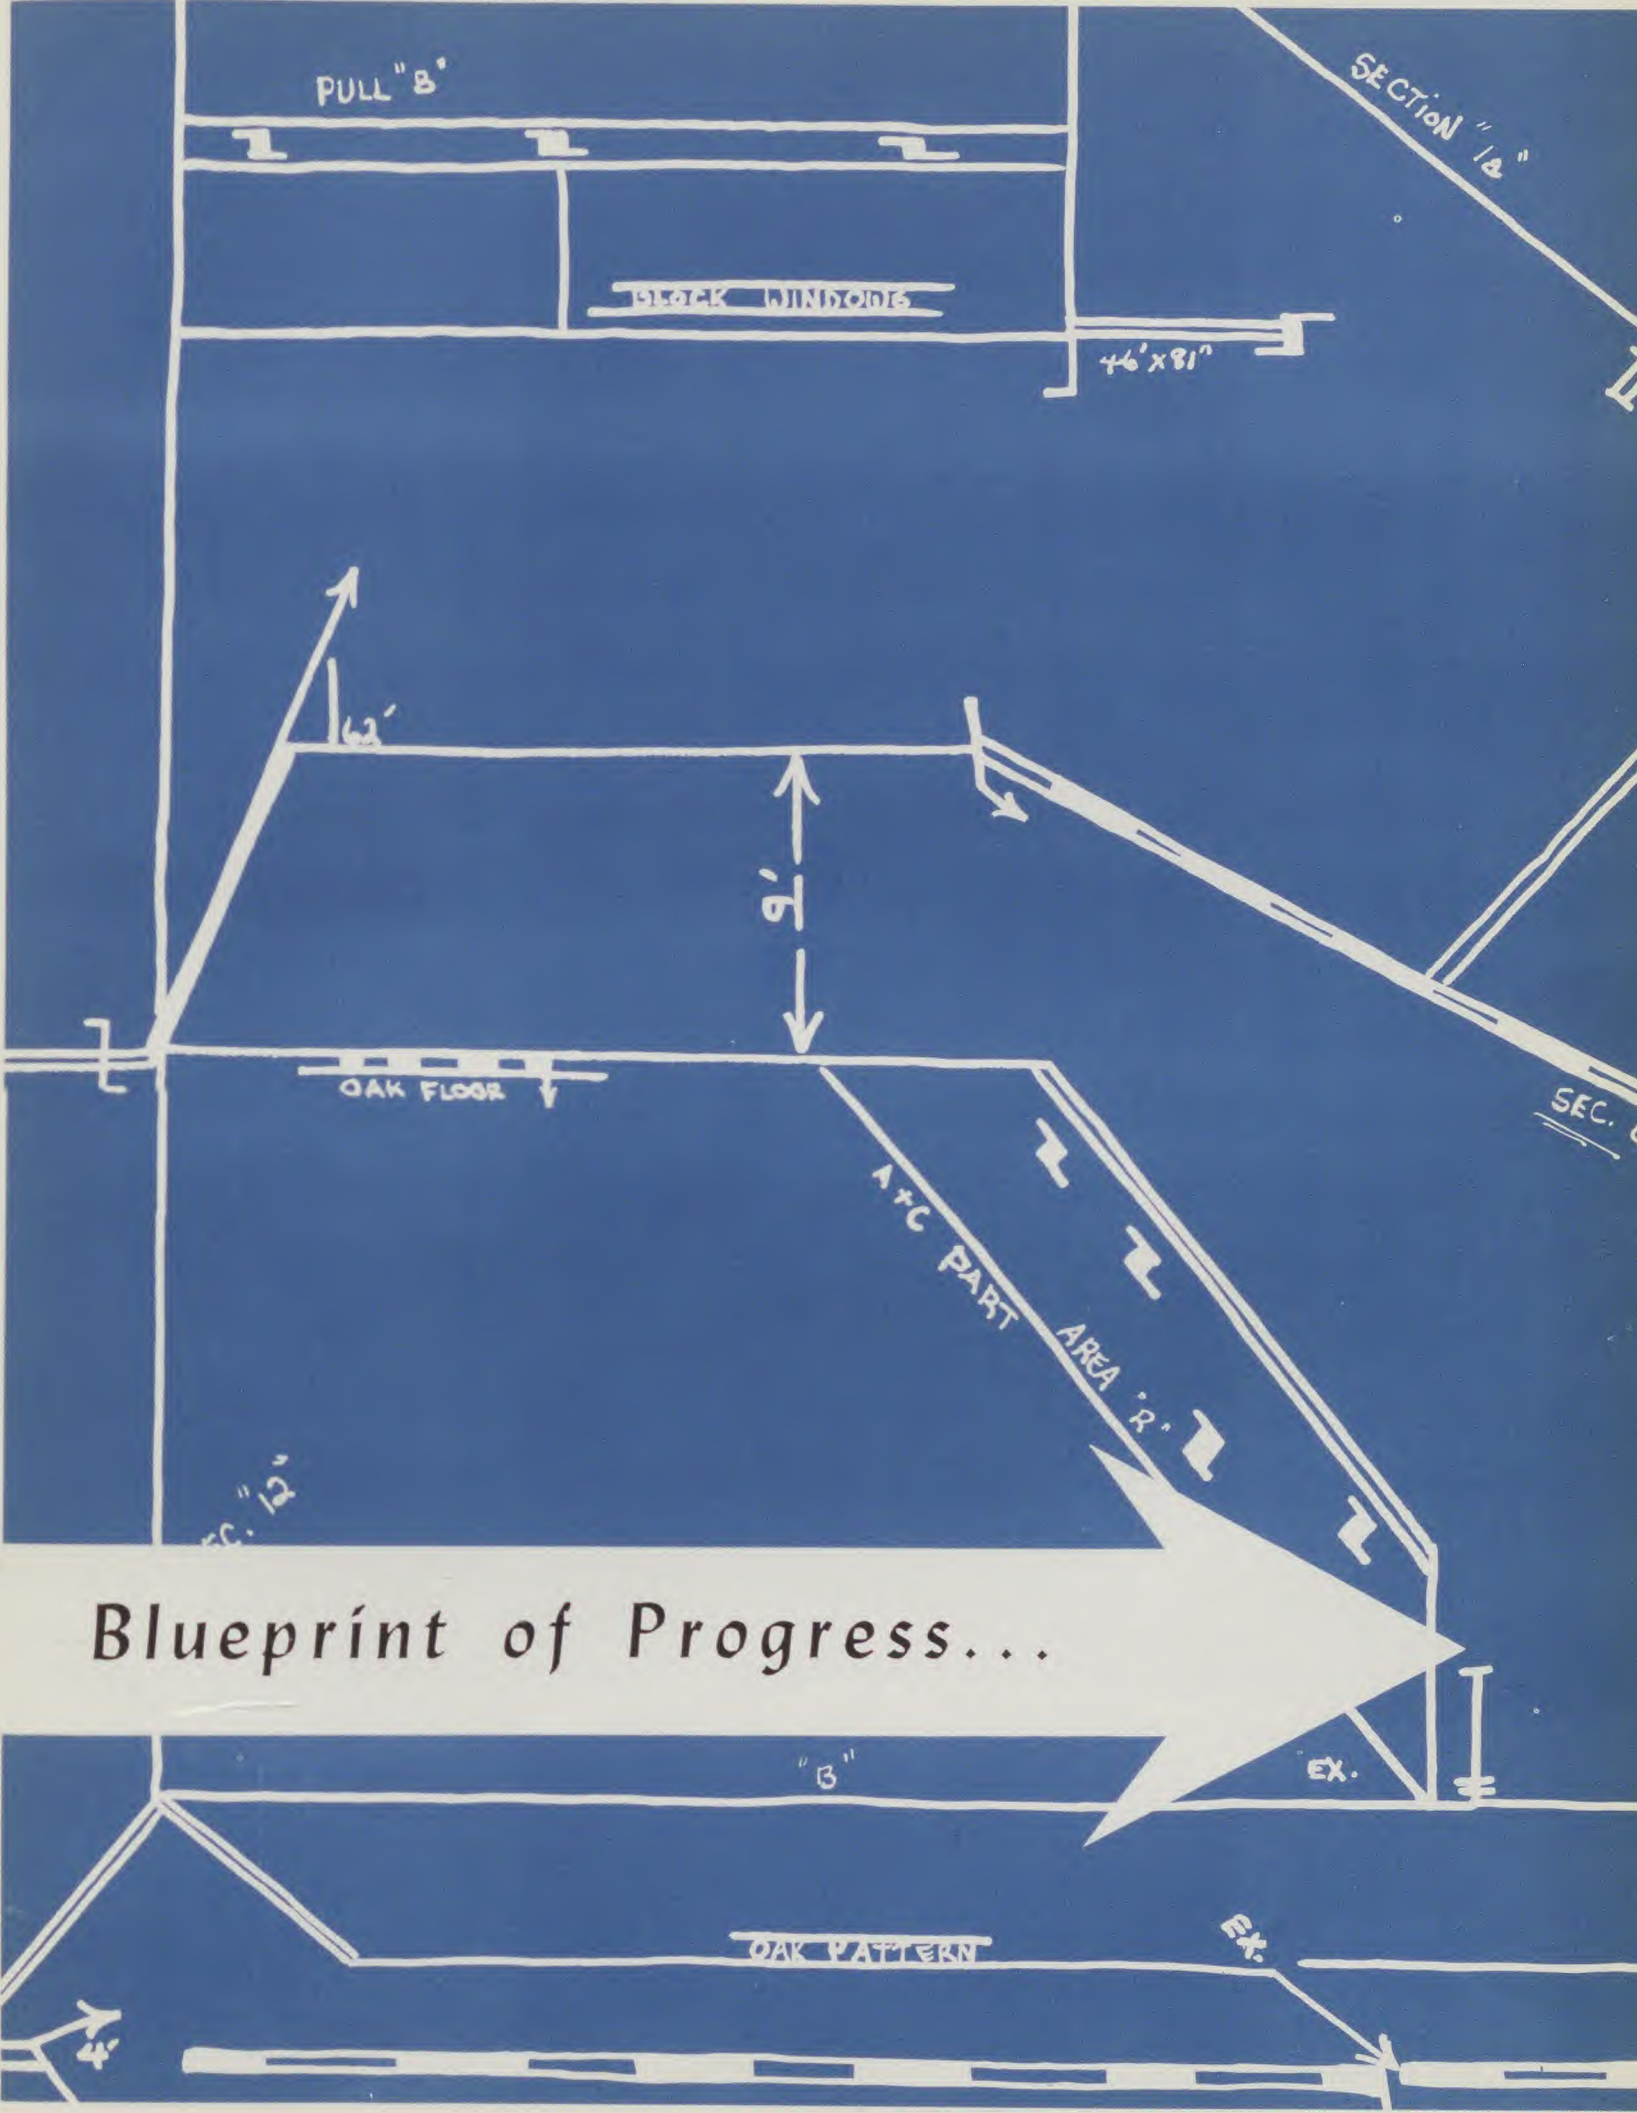 PULL "B"
SECTION "12"
BLOCK WINDOWS
46'x81"
62'
9'
OAK FLOOR
SEC.
A+C PART
AREA "R"
"12"
Blueprint of Progress...
"B"
EX.
OAK PATTERN
EX.
4'